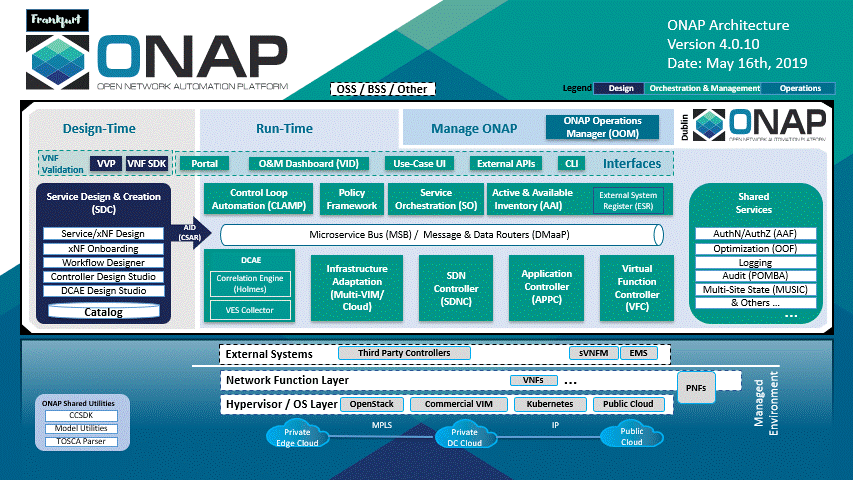 Frankfurt
ONAP
OPEN NETWORK AUTOMATION PLATFORM
ONAP Architecture
Version 4.0.10
Date: May 16th, 2019
OSS / BSS / Other
Legend
Design
Orchestration & Management
Operations
Design-Time
Run-Time
Manage ONAP
ONAP Operations
Manager (OOM)
Dublin
ONAP
OPEN NETWORK AUTOMATION PLATFORM
VNF
Validation
VVP
VNF SDK
Portal
O&M Dashboard (VID)
Use-Case UI
External APIs
CLI
Interfaces
Service Design & Creation
(SDC)
Service/xNF Design
xNF Onboarding
Workflow Designer
Controller Design Studio
DCAE Design Studio
Catalog
AID
(CSAR)
Control Loop
Automation (CLAMP)
Policy
Framework
Service
Orchestration (SO)
Active & Available
Inventory (AAI)
External System
Register (ESR)
Microservice Bus (MSB) / Message & Data Routers (DMaaP)
DCAE
Correlation Engine
(Holmes)
VES Collector
Infrastructure
Adaptation
(Multi-VIM/
Cloud)
SDN
Controller
(SDNC)
Application
Controller
(APPC)
Virtual
Function
Controller
(VFC)
Shared
Services
AuthN/AuthZ (AAF)
Optimization (OOF)
Logging
Audit (POMBA)
Multi-Site State (MUSIC)
& Others ...
...
External Systems
Third Party Controllers
sVNFM
EMS
Network Function Layer
VNFs
...
PNFs
Hypervisor / OS Layer
OpenStack
Commercial VIM
Kubernetes
Public Cloud
Managed
Environment
ONAP Shared Utilities
CCSDK
Model Utilities
TOSCA Parser
Private
Edge Cloud
MPLS
Private
DC Cloud
IP
Public
Cloud